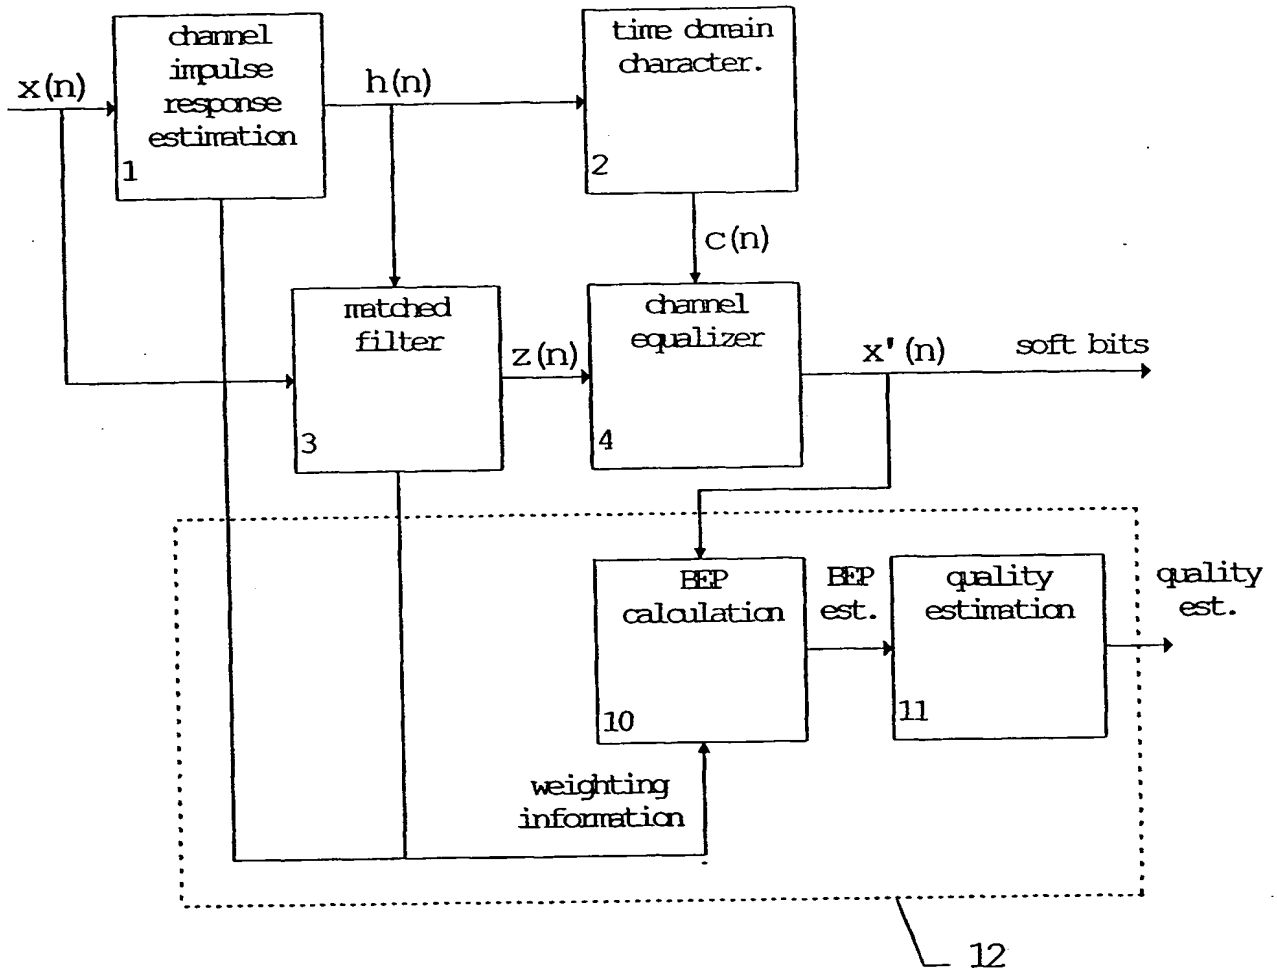 channel
impulse
response
estimation
1
time domain
character.
2
x(n)
h(n)
c(n)
matched
filter
3
z(n)
channel
equalizer
4
x'(n)
soft bits
BEP
calculation
10
BEP
est.
quality
estimation
11
quality
est.
weighting
information
12